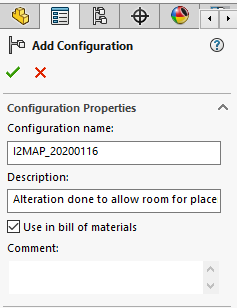 Add Configuration
Configuration Properties
Configuration name:
I2MAP_20200116
Description:
Alteration done to allow room for place
Use in bill of materials
Comment: